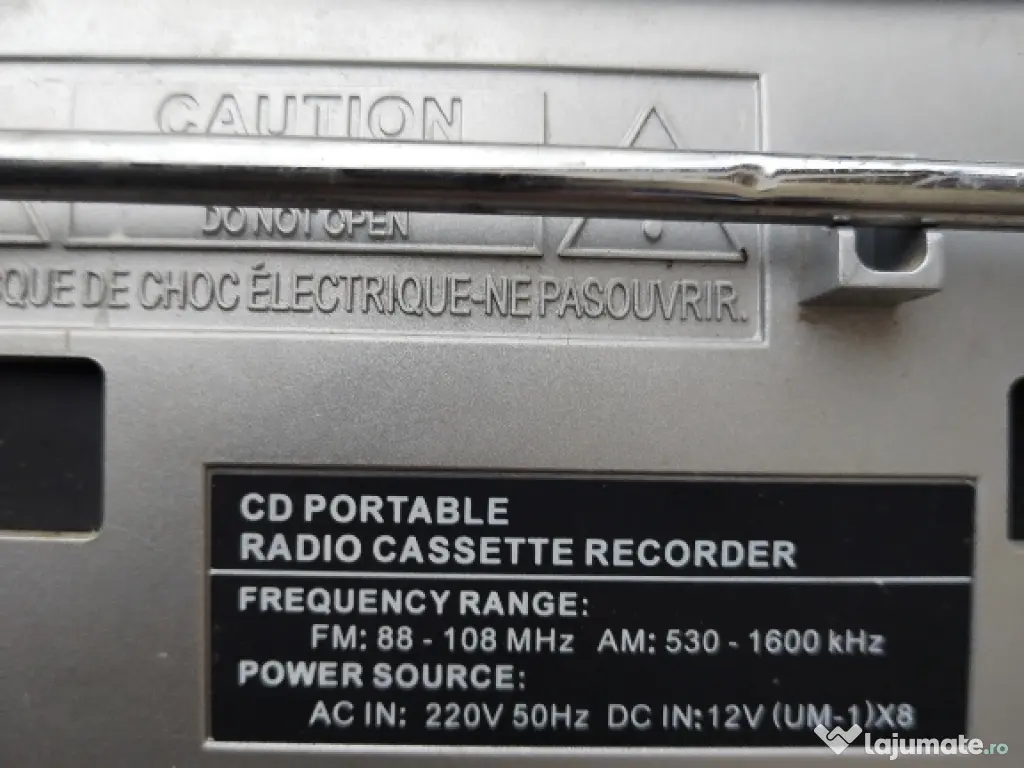 CAUTION
DO NOT OPEN
QUE DE CHOC ÉLECTRIQUE-NE PASOUVRIR.
CD PORTABLE
RADIO CASSETTE RECORDER
FREQUENCY RANGE:
FM: 88 - 108 MHz AM: 530 - 1600 kHz
POWER SOURCE:
AC IN: 220V 50Hz DC IN:12V (UM-1)X8
lajumate.ro